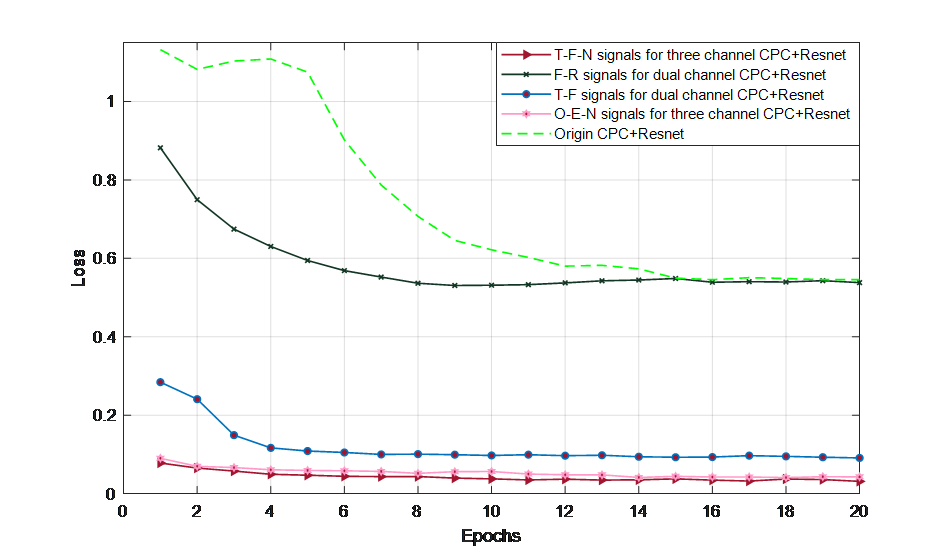 T-F-N signals for three channel CPC+Resnet
F-R signals for dual channel CPC+Resnet
T-F signals for dual channel CPC+Resnet
O-E-N signals for three channel CPC+Resnet
Origin CPC+Resnet
1
0.8
0.6
0.4
0.2
0
Loss
0 2 4 6 8 10 12 14 16 18 20
Epochs